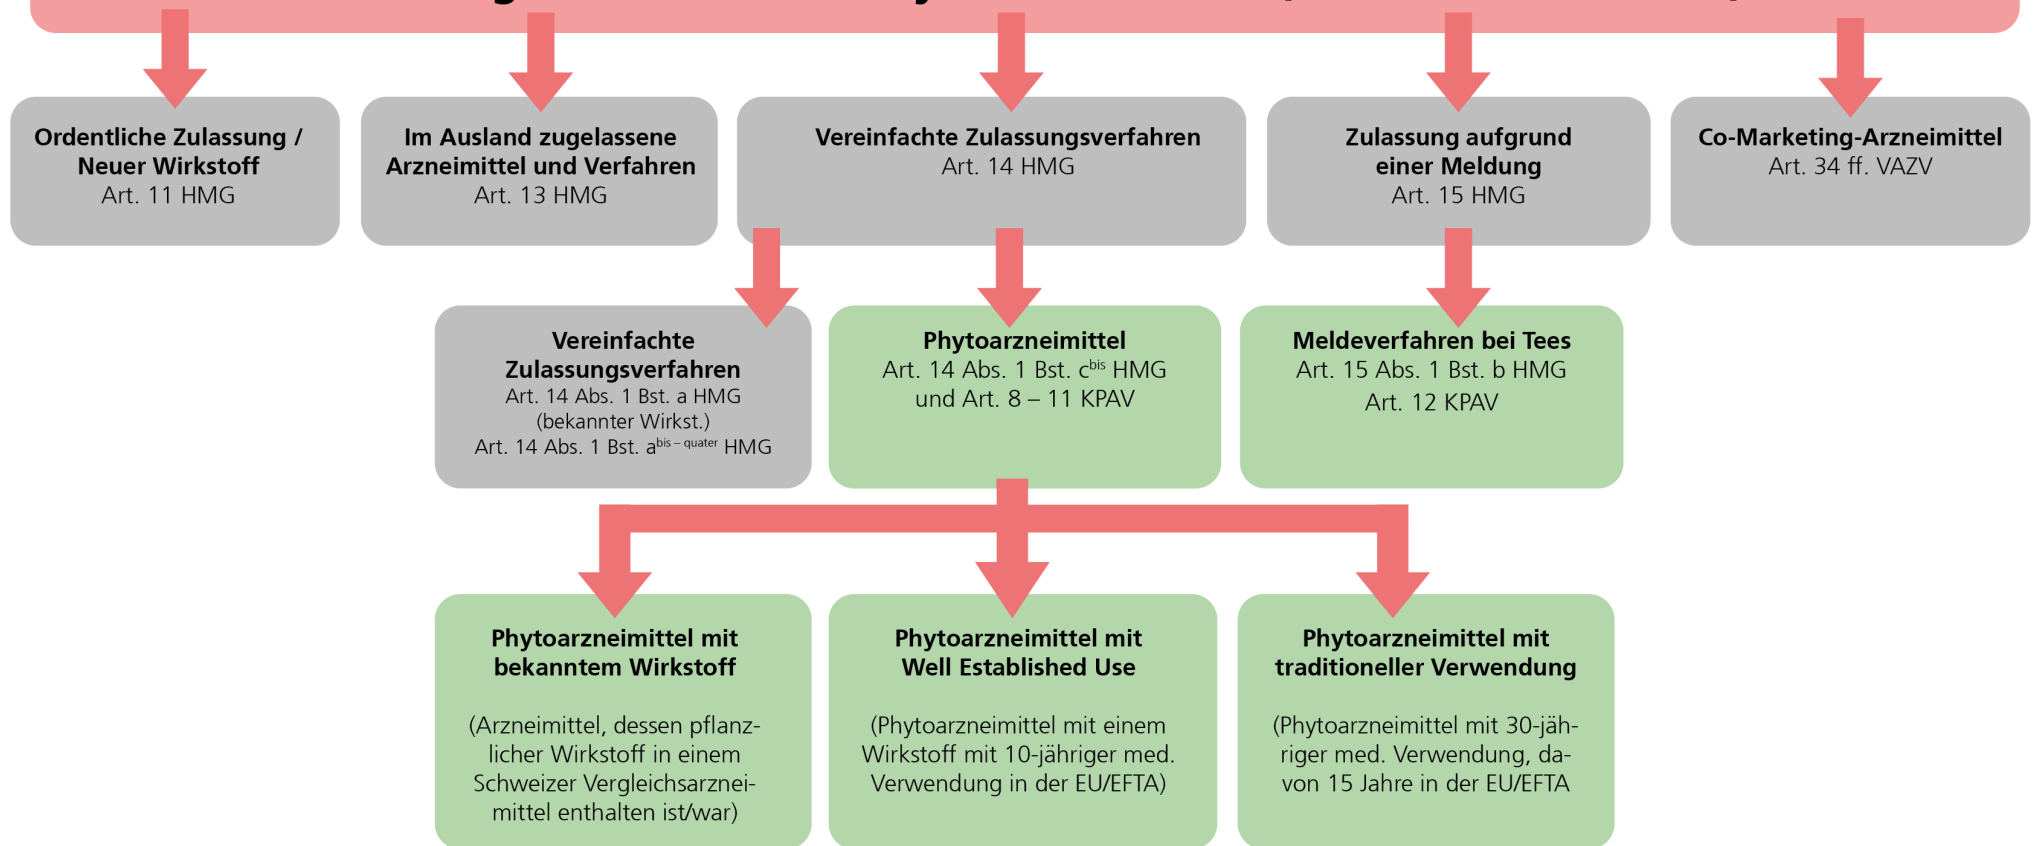 Ordentliche Zulassung /
Neuer Wirkstoff
Art. 11 HMG
Im Ausland zugelassene
Arzneimittel und Verfahren
Art. 13 HMG
Vereinfachte Zulassungsverfahren
Art. 14 HMG
Zulassung aufgrund
einer Meldung
Art. 15 HMG
Co-Marketing-Arzneimittel
Art. 34 ff. VAZV
Vereinfachte
Zulassungsverfahren
Art. 14 Abs. 1 Bst. a HMG
(bekannter Wirkst.)
Art. 14 Abs. 1 Bst. abis – quater HMG
Phytoarzneimittel
Art. 14 Abs. 1 Bst. cbis HMG
und Art. 8 – 11 KPAV
Meldeverfahren bei Tees
Art. 15 Abs. 1 Bst. b HMG
Art. 12 KPAV
Phytoarzneimittel mit
bekanntem Wirkstoff
(Arzneimittel, dessen pflanz-
licher Wirkstoff in einem
Schweizer Vergleichsarznei-
mittel enthalten ist/war)
Phytoarzneimittel mit
Well Established Use
(Phytoarzneimittel mit einem
Wirkstoff mit 10-jähriger med.
Verwendung in der EU/EFTA)
Phytoarzneimittel mit
traditioneller Verwendung
(Phytoarzneimittel mit 30-jäh-
riger med. Verwendung, da-
von 15 Jahre in der EU/EFTA